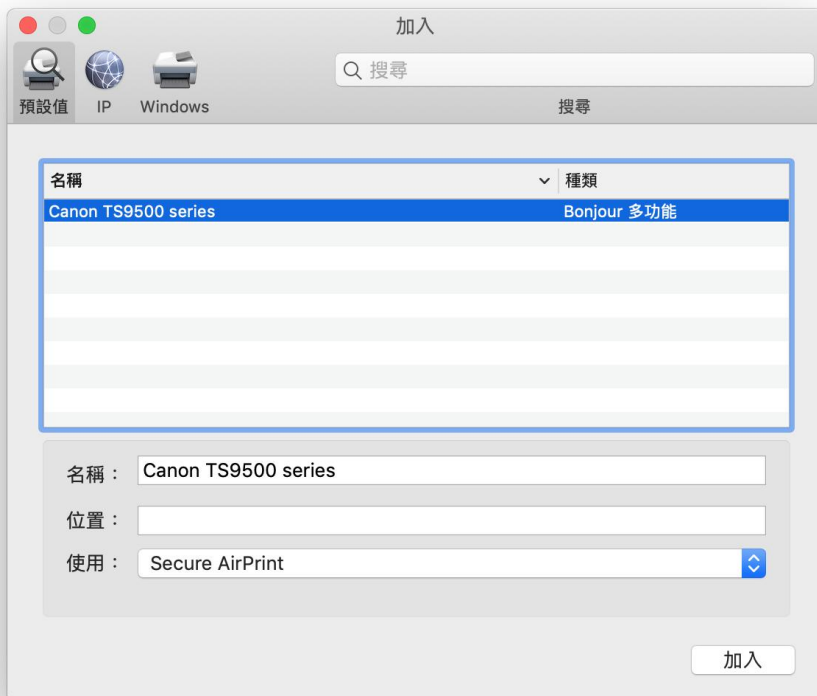 加入
預設值 IP Windows
搜尋
搜尋
名稱 種類
Canon TS9500 series Bonjour 多功能
名稱： Canon TS9500 series
位置：
使用： Secure AirPrint
加入